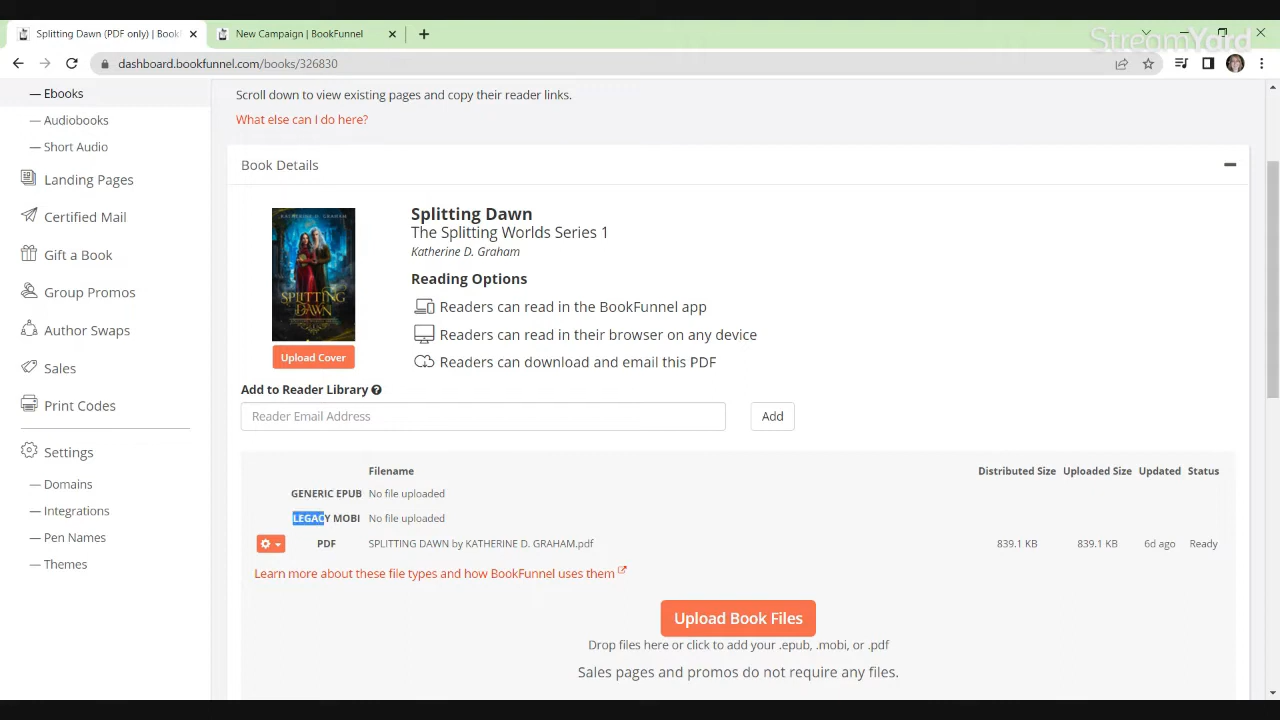 Splitting Dawn (PDF only) | Book
New Campaign | BookFunnel
StreamYard
dashboard.bookfunnel.com/books/326830
— Ebooks
— Audiobooks
— Short Audio
Landing Pages
Certified Mail
Gift a Book
Group Promos
Author Swaps
Sales
Print Codes
Settings
— Domains
— Integrations
— Pen Names
— Themes
Scroll down to view existing pages and copy their reader links.
What else can I do here?
Book Details
KATHERINE D. GRAHAM
SPLITTING
DAWN
Upload Cover
Splitting Dawn
The Splitting Worlds Series 1
Katherine D. Graham
Reading Options
Readers can read in the BookFunnel app
Readers can read in their browser on any device
Readers can download and email this PDF
Add to Reader Library ?
Reader Email Address
Add
Filename Distributed Size Uploaded Size Updated Status
GENERIC EPUB No file uploaded
LEGACY MOBI No file uploaded
PDF SPLITTING DAWN by KATHERINE D. GRAHAM.pdf 839.1 KB 839.1 KB 6d ago Ready
Learn more about these file types and how BookFunnel uses them
Upload Book Files
Drop files here or click to add your .epub, .mobi, or .pdf
Sales pages and promos do not require any files.